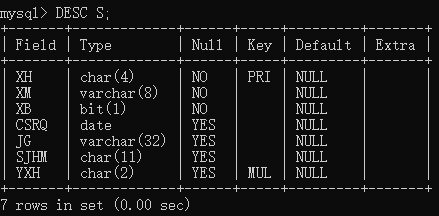 mysql> DESC S;
+-------+-------------+------+-----+---------+-------+
| Field | Type        | Null | Key | Default | Extra |
+-------+-------------+------+-----+---------+-------+
| XH    | char(4)     | NO   | PRI | NULL    |       |
| XM    | varchar(8)  | NO   |     | NULL    |       |
| XB    | bit(1)      | NO   |     | NULL    |       |
| CSRQ  | date        | YES  |     | NULL    |       |
| JG    | varchar(32) | YES  |     | NULL    |       |
| SJHM  | char(11)    | YES  |     | NULL    |       |
| YXH   | char(2)     | YES  | MUL | NULL    |       |
+-------+-------------+------+-----+---------+-------+
7 rows in set (0.00 sec)